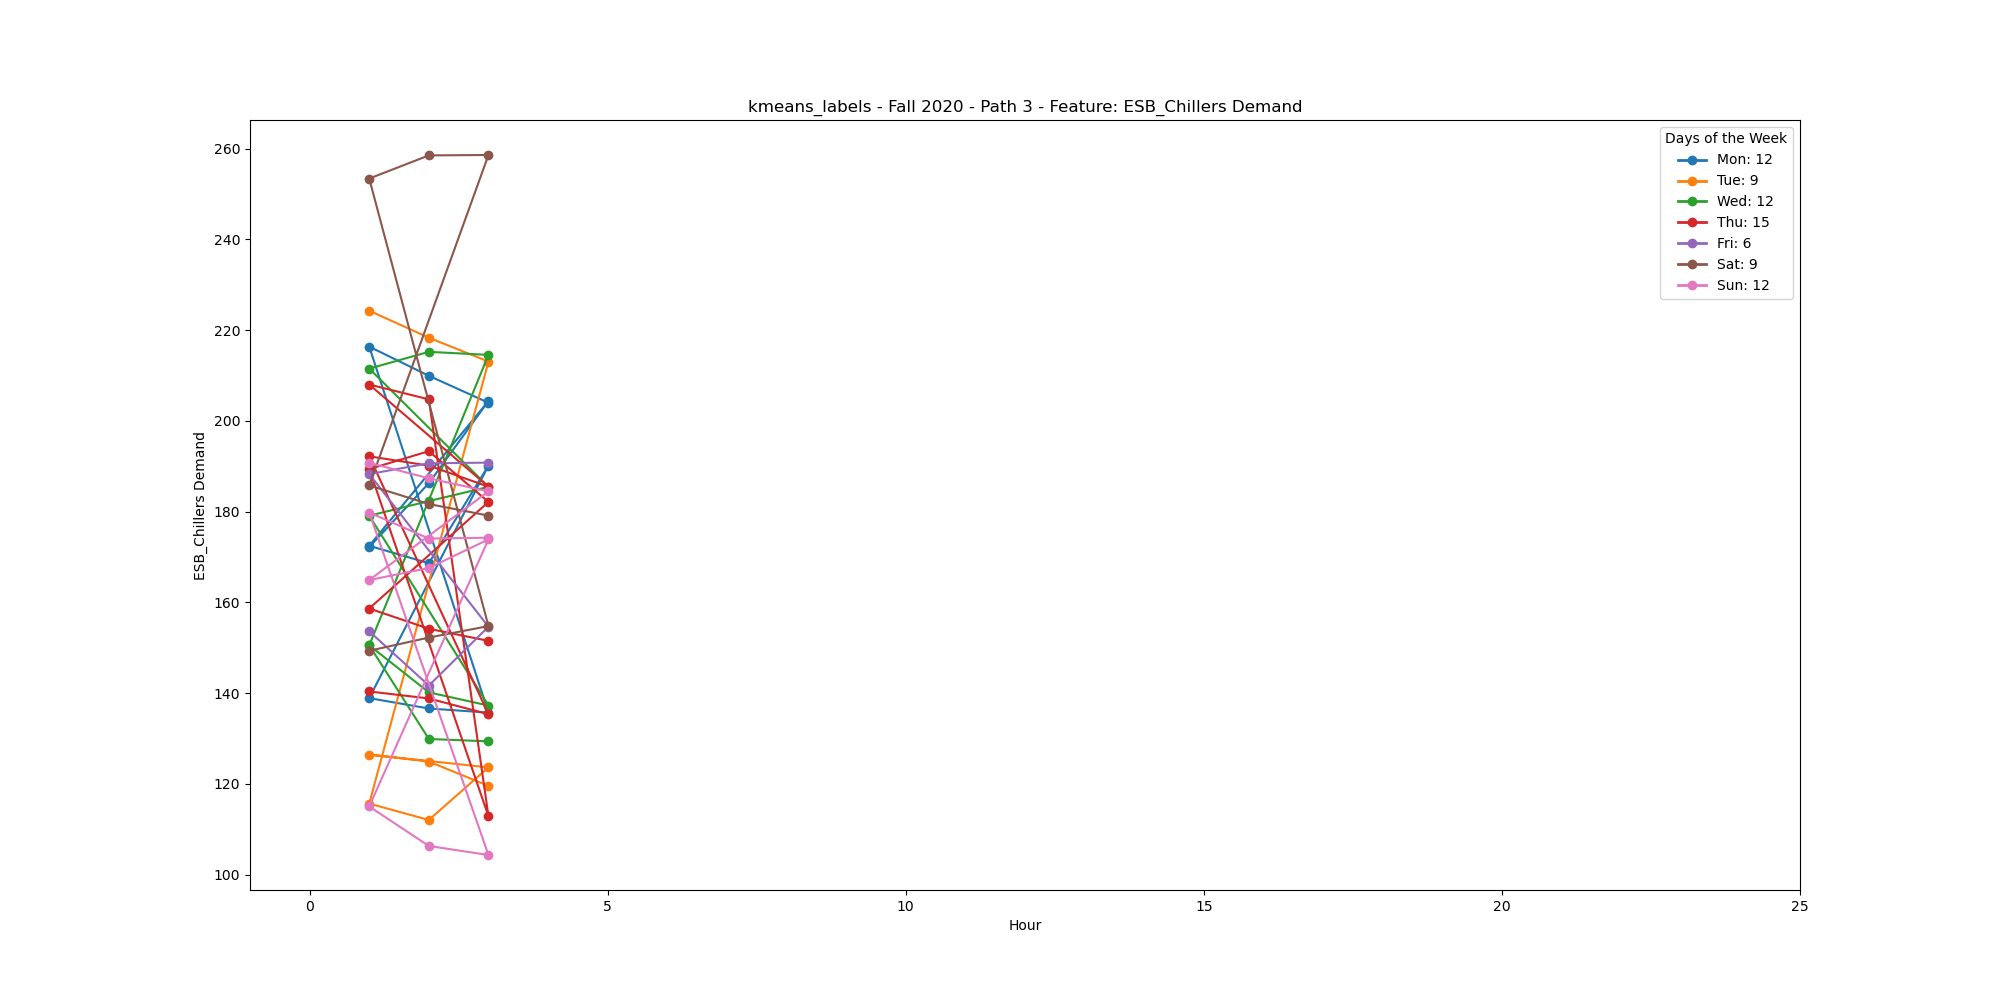 kmeans_labels - Fall 2020 - Path 3 - Feature: ESB_Chillers Demand
Days of the Week
Mon: 12
Tue: 9
Wed: 12
Thu: 15
Fri: 6
Sat: 9
Sun: 12
ESB_Chillers Demand
260
240
220
200
180
160
140
120
100
0 5 10 15 20 25
Hour